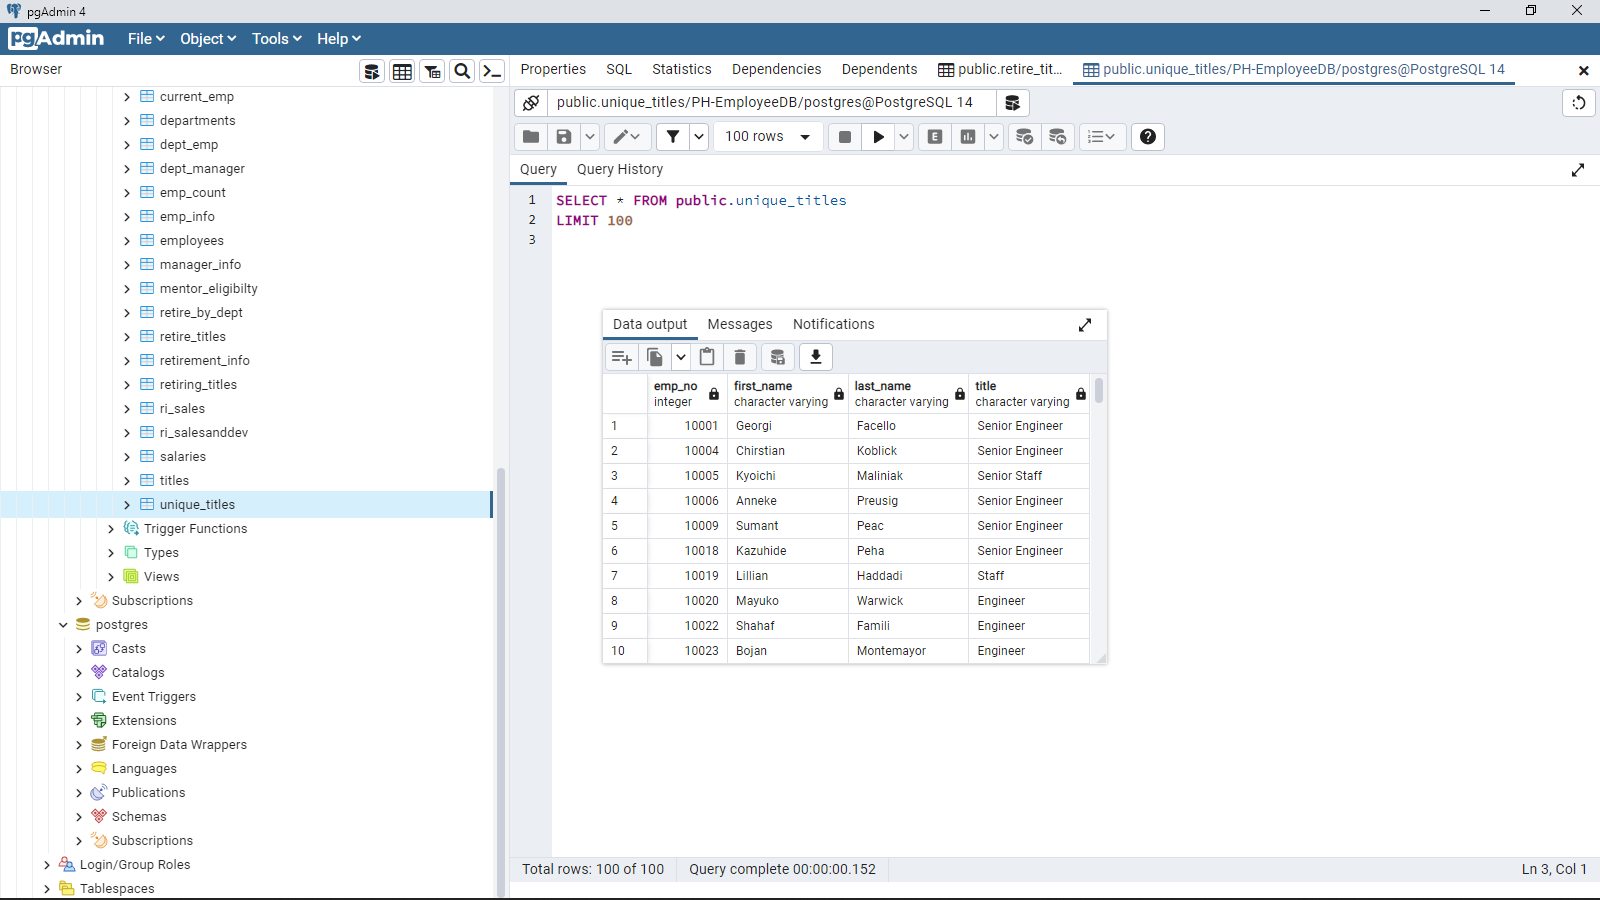 pgAdmin 4
pgAdmin File Object Tools Help
Browser
Properties SQL Statistics Dependencies Dependents public.retire_tit... public.unique_titles/PH-EmployeeDB/postgres@PostgreSQL 14
public.unique_titles/PH-EmployeeDB/postgres@PostgreSQL 14
100 rows
E
Query Query History
1 SELECT * FROM public.unique_titles
2 LIMIT 100
3
current_emp
departments
dept_emp
dept_manager
emp_count
emp_info
employees
manager_info
mentor_eligibilty
retire_by_dept
retire_titles
retirement_info
retiring_titles
ri_sales
ri_salesanddev
salaries
titles
unique_titles
Trigger Functions
Types
Views
Subscriptions
postgres
Casts
Catalogs
Event Triggers
Extensions
Foreign Data Wrappers
Languages
Publications
Schemas
Subscriptions
Login/Group Roles
Tablespaces
Data output Messages Notifications
emp_no first_name last_name title
integer character varying character varying character varying
1 10001 Georgi Facello Senior Engineer
2 10004 Chirstian Koblick Senior Engineer
3 10005 Kyoichi Maliniak Senior Staff
4 10006 Anneke Preusig Senior Engineer
5 10009 Sumant Peac Senior Engineer
6 10018 Kazuhide Peha Senior Engineer
7 10019 Lillian Haddadi Staff
8 10020 Mayuko Warwick Engineer
9 10022 Shahaf Famili Engineer
10 10023 Bojan Montemayor Engineer
Total rows: 100 of 100 Query complete 00:00:00.152 Ln 3, Col 1